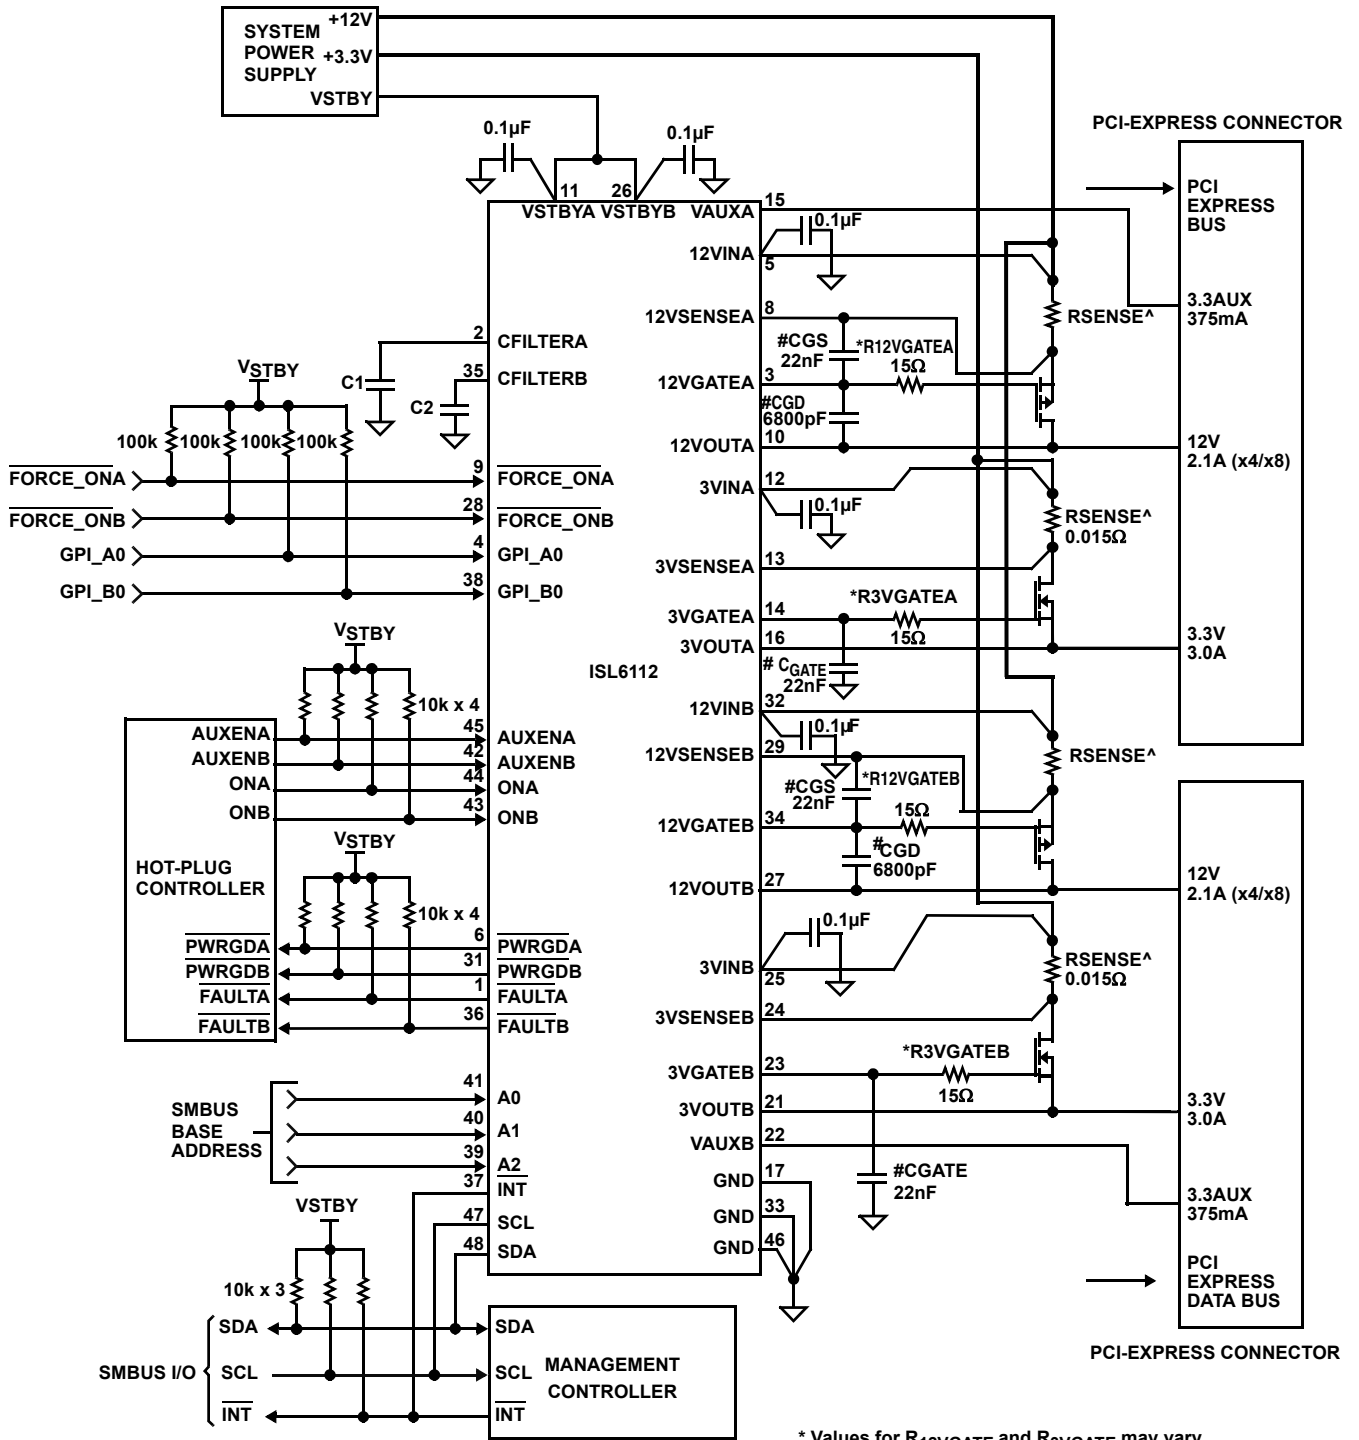 SYSTEM
POWER
SUPPLY
+12V
+3.3V
VSTBY
0.1µF
0.1µF
11
26
VSTBYA
VSTBYB
PCI-EXPRESS CONNECTOR
PCI
EXPRESS
BUS
3.3AUX
375mA
12V
2.1A (x4/x8)
3.3V
3.0A
VAUXA
15
12VINA
5
0.1µF
12VSENSEA
8
RSENSE^
#CGS
22nF
*R12VGATEA
15Ω
12VGATEA
3
#CGD
6800pF
12VOUTA
10
3VINA
12
0.1µF
RSENSE^
0.015Ω
3VSENSEA
13
3VGATEA
14
*R3VGATEA
15Ω
3VOUTA
16
# CGATE
22nF
12VINB
32
0.1µF
12VSENSEB
29
RSENSE^
#CGS
22nF
*R12VGATEB
15Ω
12VGATEB
34
#CGD
6800pF
12VOUTB
27
3VINB
25
0.1µF
RSENSE^
0.015Ω
3VSENSEB
24
3VGATEB
23
*R3VGATEB
15Ω
3VOUTB
21
VAUXB
22
#CGATE
22nF
GND
17
GND
33
GND
46
ISL6112
2
CFILTERA
35
CFILTERB
C1
C2
VSTBY
100k
100k
100k
100k
FORCE_ONA
9
FORCE_ONA
FORCE_ONB
28
FORCE_ONB
GPI_A0
4
GPI_A0
GPI_B0
38
GPI_B0
VSTBY
10k x 4
HOT-PLUG
CONTROLLER
AUXENA
45
AUXENA
AUXENB
42
AUXENB
ONA
44
ONA
ONB
43
ONB
VSTBY
10k x 4
PWRGDA
6
PWRGDA
PWRGDB
31
PWRGDB
FAULTA
1
FAULTA
FAULTB
36
FAULTB
SMBUS
BASE
ADDRESS
41
A0
40
A1
39
A2
37
INT
47
SCL
48
SDA
VSTBY
10k x 3
SMBUS I/O
SDA
SCL
INT
SDA
SCL
INT
MANAGEMENT
CONTROLLER
12V
2.1A (x4/x8)
3.3V
3.0A
3.3AUX
375mA
PCI
EXPRESS
DATA BUS
PCI-EXPRESS CONNECTOR
* Values for R12VGATE and R3VGATE may vary